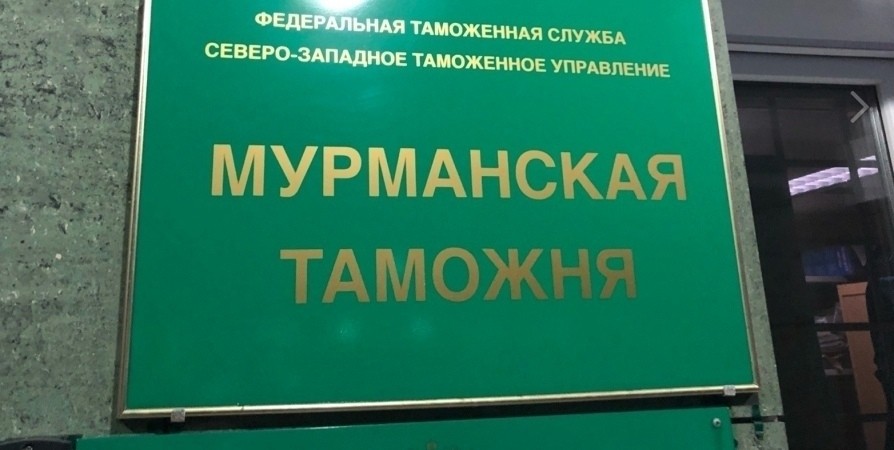 ФЕДЕРАЛЬНАЯ ТАМОЖЕННАЯ СЛУЖБА
СЕВЕРО-ЗАПАДНОЕ ТАМОЖЕННОЕ УПРАВЛЕНИЕ
МУРМАНСКАЯ
ТАМОЖНЯ